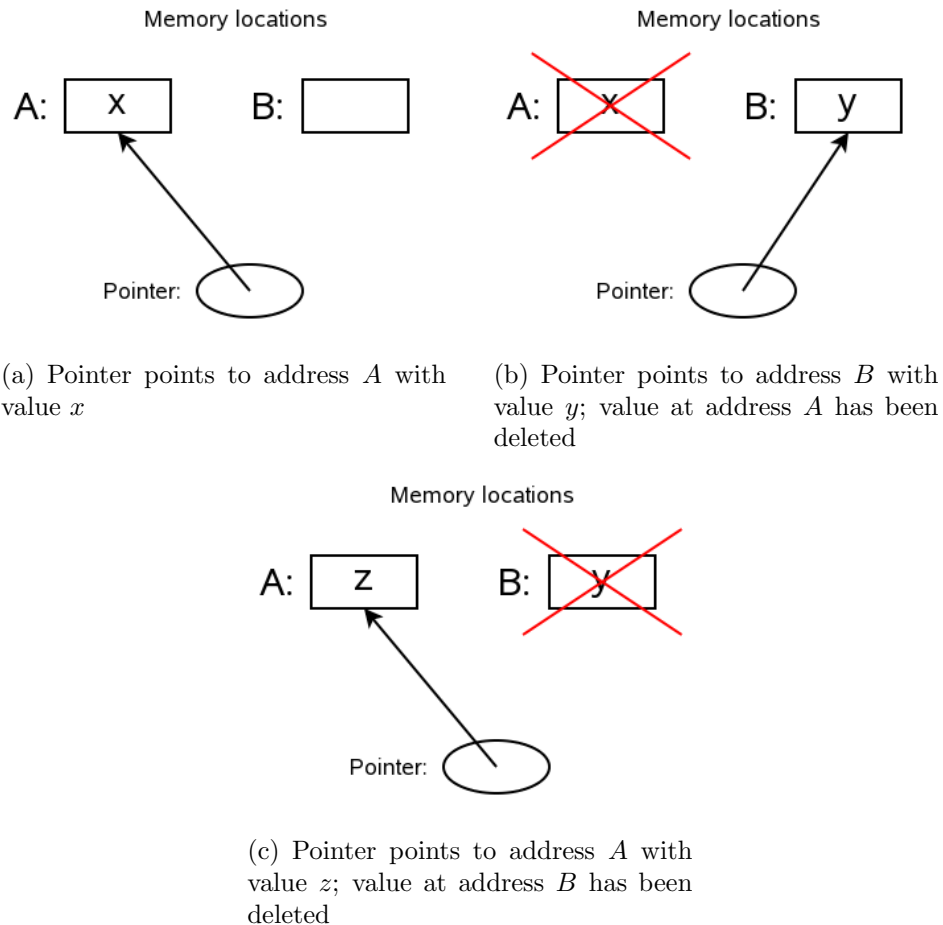 Memory locations
A: x B:
Pointer:
(a) Pointer points to address A with
value x
Memory locations
A: x B: y
Pointer:
(b) Pointer points to address B with
value y; value at address A has been
deleted
Memory locations
A: z B: y
Pointer:
(c) Pointer points to address A with
value z; value at address B has been
deleted